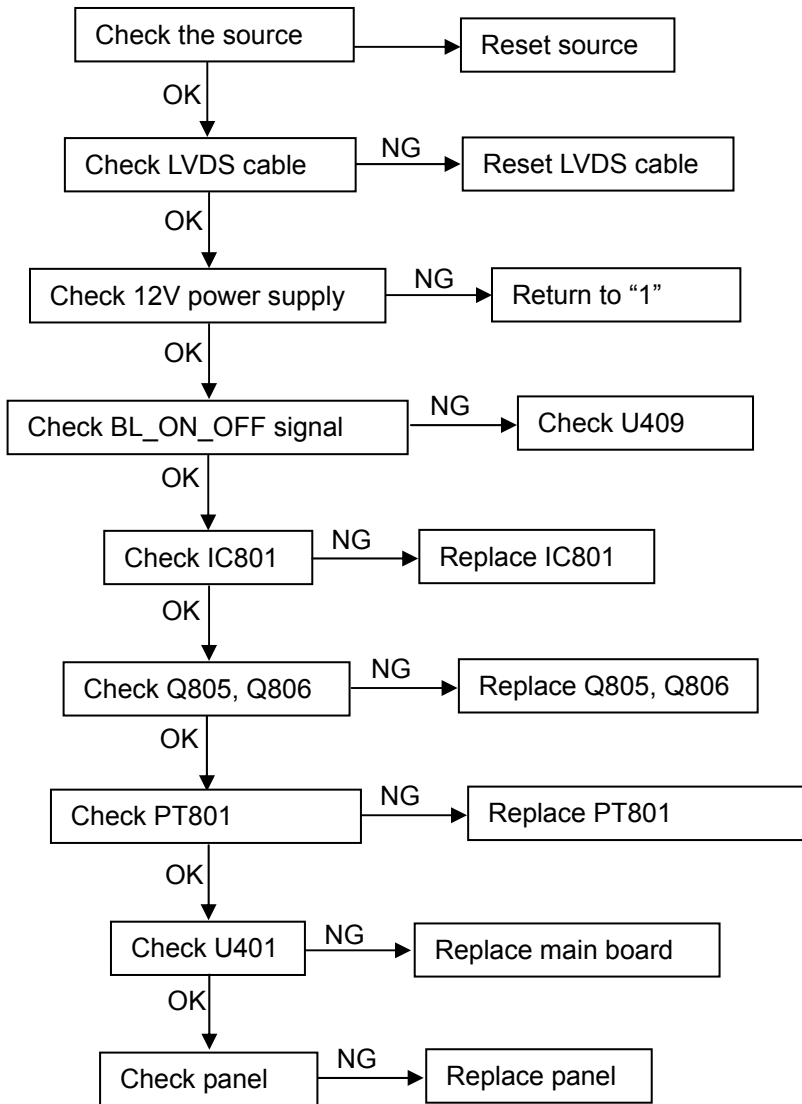 Check the source
Reset source
OK
Check LVDS cable
NG
Reset LVDS cable
OK
Check 12V power supply
NG
Return to “1”
OK
Check BL_ON_OFF signal
NG
Check U409
OK
Check IC801
NG
Replace IC801
OK
Check Q805, Q806
NG
Replace Q805, Q806
OK
Check PT801
NG
Replace PT801
OK
Check U401
NG
Replace main board
OK
Check panel
NG
Replace panel